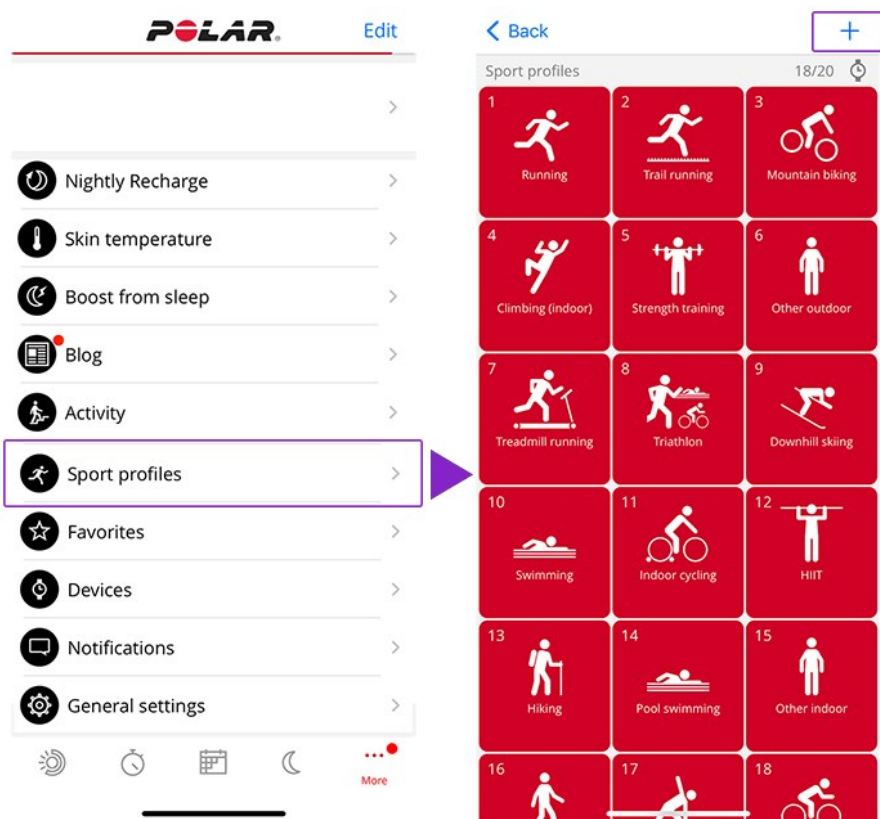 POLAR.
Edit
Nightly Recharge
Skin temperature
Boost from sleep
Blog
Activity
Sport profiles
Favorites
Devices
Notifications
General settings
More
Back
Sport profiles 18/20
1 2 3
Running Trail running Mountain biking
4 5 6
Climbing (indoor) Strength training Other outdoor
7 8 9
Treadmill running Triathlon Downhill skiing
10 11 12
Swimming Indoor cycling HIIT
13 14 15
Hiking Pool swimming Other indoor
16 17 18